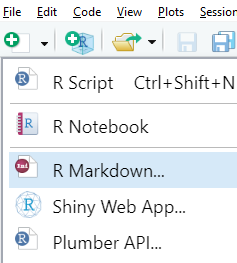 File Edit Code View Plots Session
R Script Ctrl+Shift+N
R Notebook
R Markdown...
Shiny Web App...
Plumber API...